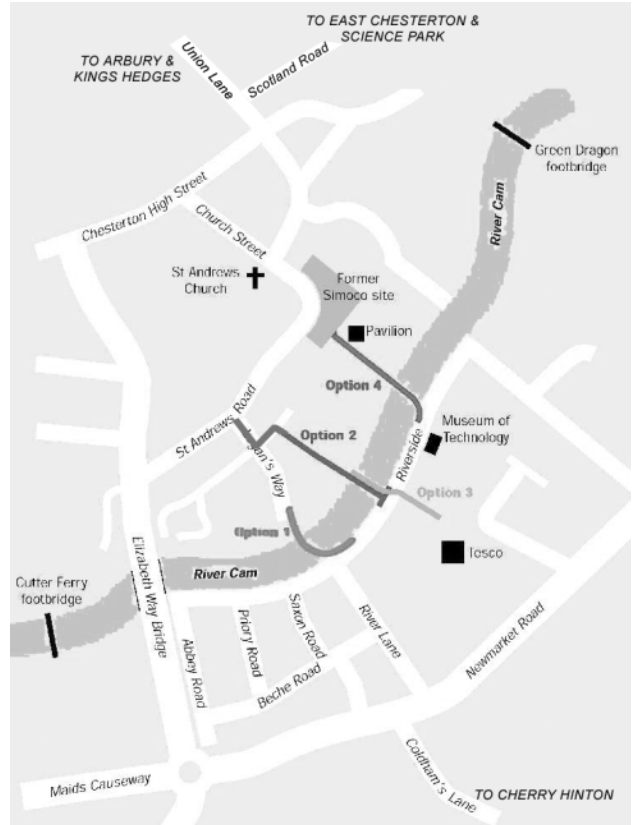 TO EAST CHESTERTON &
SCIENCE PARK
TO ARBURY &
KINGS HEDGES
Union Lane
Scotland Road
Green Dragon
footbridge
Chesterton High Street
Church Street
River Cam
St Andrews
Church
Former
Simoco site
Pavilion
Option 4
St Andrews Road
Option 2
Riverside
Museum of
Technology
Logan's Way
Option 3
Option 1
Tesco
Elizabeth Way Bridge
River Cam
Cutter Ferry
footbridge
Abbey Road
Priory Road
Saxon Road
River Lane
Beche Road
Newmarket Road
Maids Causeway
Coldham's Lane
TO CHERRY HINTON